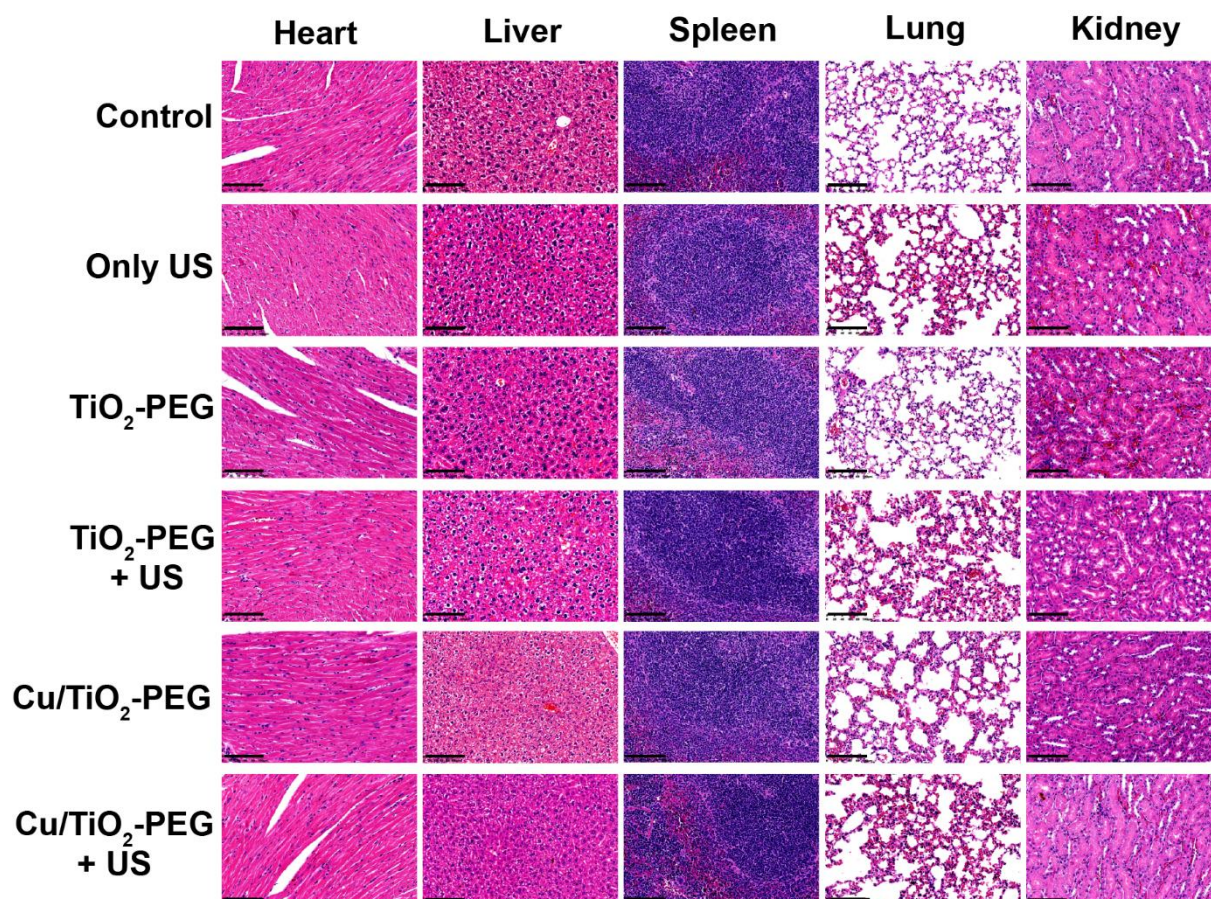 Heart Liver Spleen Lung Kidney
Control
Only US
TiO₂-PEG
TiO₂-PEG
+ US
Cu/TiO₂-PEG
Cu/TiO₂-PEG
+ US